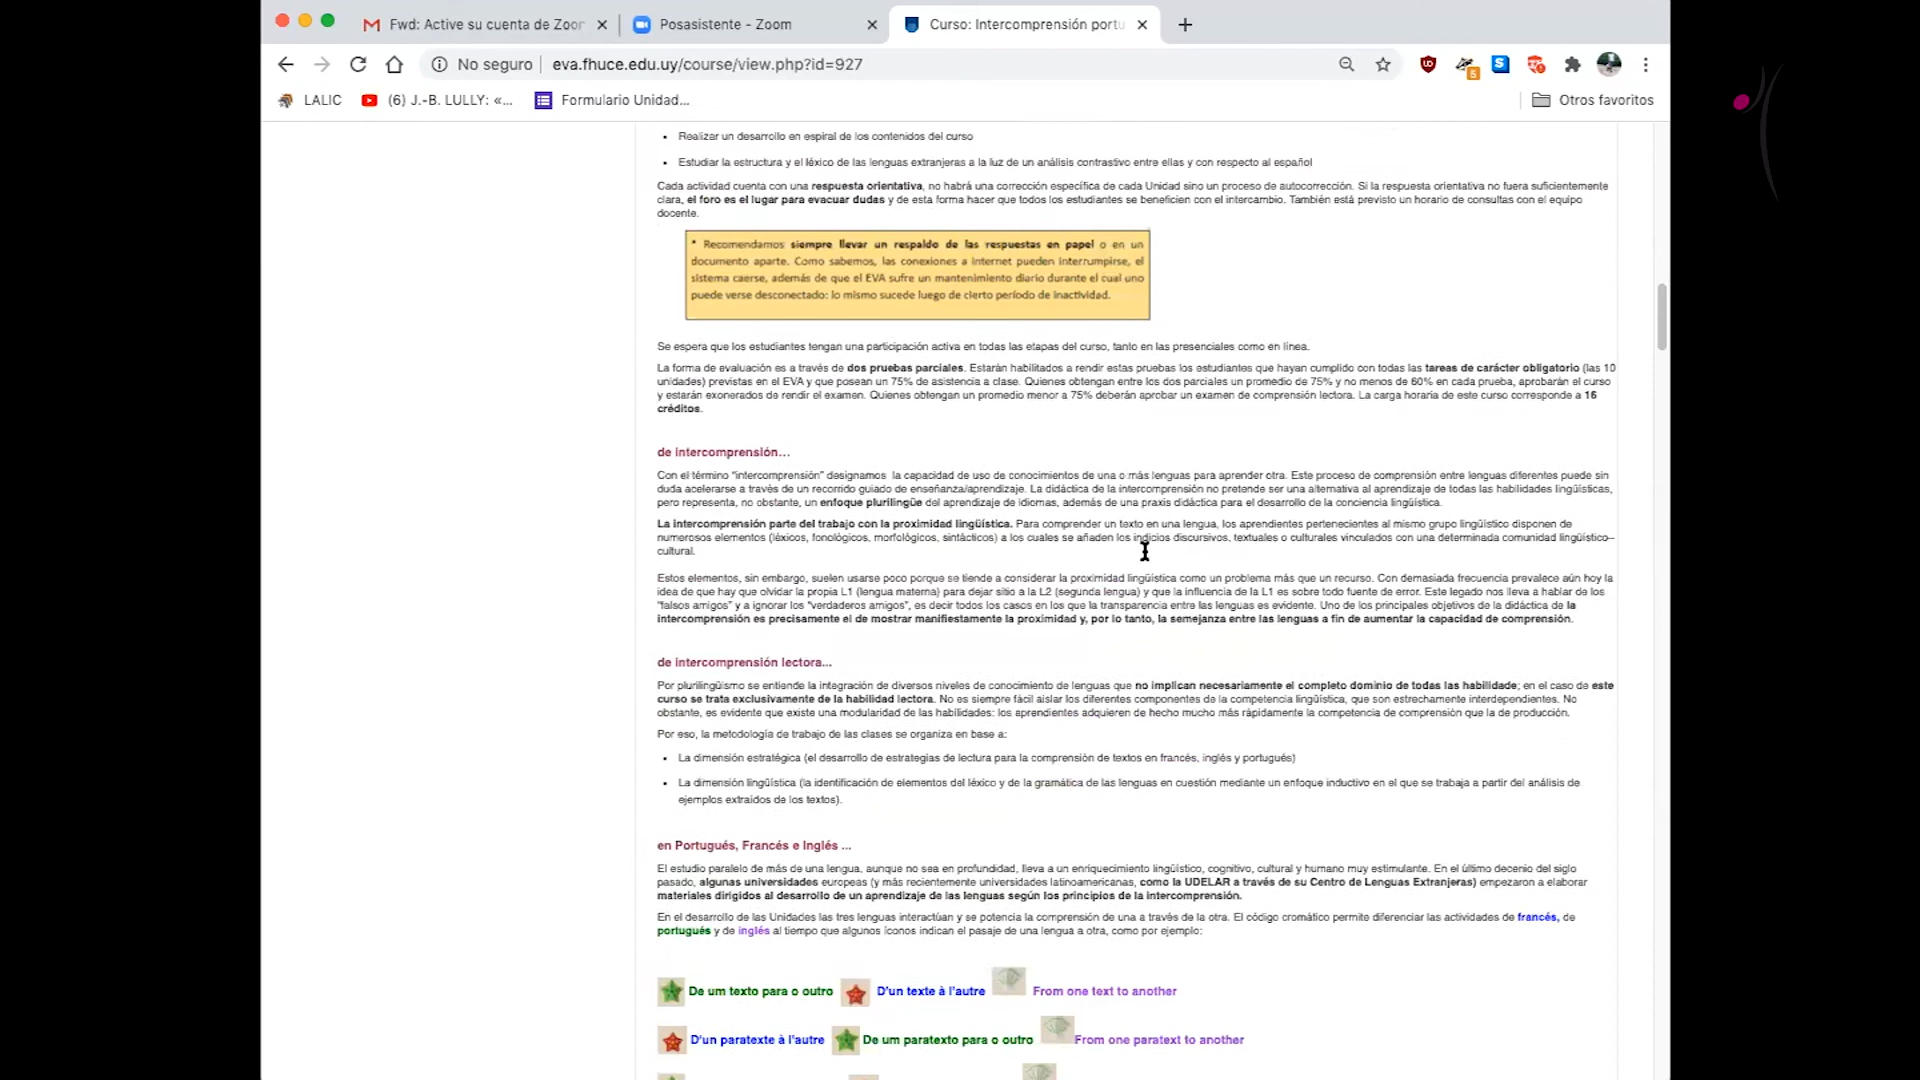 Fwd: Active su cuenta de Zoor
Posasistente - Zoom
Curso: Intercomprensión portu
No seguro
eva.fhuce.edu.uy/course/view.php?id=927
5
LALIC
(6) J.-B. LULLY: «...
Formulario Unidad...
Otros favoritos
• Realizar un desarrollo en espiral de los contenidos del curso
• Estudiar la estructura y el léxico de las lenguas extranjeras a la luz de un análisis contrastivo entre ellas y con respecto al español
Cada actividad cuenta con una respuesta orientativa, no habrá una corrección específica de cada Unidad sino un proceso de autocorrección. Si la respuesta orientativa no fuera suficientemente
clara, el foro es el lugar para evacuar dudas y de esta forma hacer que todos los estudiantes se beneficien con el intercambio. También está previsto un horario de consultas con el equipo
docente.
* Recomendamos siempre llevar un respaldo de las respuestas en papel o en un
documento aparte. Como sabemos, las conexiones a Internet pueden interrumpirse, el
sistema caerse, además de que el EVA sufre un mantenimiento diario durante el cual uno
puede verse desconectado: lo mismo sucede luego de cierto período de inactividad.
Se espera que los estudiantes tengan una participación activa en todas las etapas del curso, tanto en las presenciales como en línea.
La forma de evaluación es a través de dos pruebas parciales. Estarán habilitados a rendir estas pruebas los estudiantes que hayan cumplido con todas las tareas de carácter obligatorio (las 10
unidades) previstas en el EVA y que posean un 75% de asistencia a clase. Quienes obtengan entre los dos parciales un promedio de 75% y no menos de 60% en cada prueba, aprobarán el curso
y estarán exonerados de rendir el examen. Quienes obtengan un promedio menor a 75% deberán aprobar un examen de comprensión lectora. La carga horaria de este curso corresponde a 16
créditos.
de intercomprensión...
Con el término “intercomprensión” designamos la capacidad de uso de conocimientos de una o más lenguas para aprender otra. Este proceso de comprensión entre lenguas diferentes puede sin
duda acelerarse a través de un recorrido guiado de enseñanza/aprendizaje. La didáctica de la intercomprensión no pretende ser una alternativa al aprendizaje de todas las habilidades lingüísticas,
pero representa, no obstante, un enfoque plurilingüe del aprendizaje de idiomas, además de una praxis didáctica para el desarrollo de la conciencia lingüística.
La intercomprensión parte del trabajo con la proximidad lingüística. Para comprender un texto en una lengua, los aprendientes pertenecientes al mismo grupo lingüístico disponen de
numerosos elementos (léxicos, fonológicos, morfológicos, sintácticos) a los cuales se añaden los indicios discursivos, textuales o culturales vinculados con una determinada comunidad lingüístico–
cultural.
Estos elementos, sin embargo, suelen usarse poco porque se tiende a considerar la proximidad lingüística como un problema más que un recurso. Con demasiada frecuencia prevalece aún hoy la
idea de que hay que olvidar la propia L1 (lengua materna) para dejar sitio a la L2 (segunda lengua) y que la influencia de la L1 es sobre todo fuente de error. Este legado nos lleva a hablar de los
“falsos amigos” y a ignorar los “verdaderos amigos”, es decir todos los casos en los que la transparencia entre las lenguas es evidente. Uno de los principales objetivos de la didáctica de la
intercomprensión es precisamente el de mostrar manifiestamente la proximidad y, por lo tanto, la semejanza entre las lenguas a fin de aumentar la capacidad de comprensión.
de intercomprensión lectora...
Por plurilingüismo se entiende la integración de diversos niveles de conocimiento de lenguas que no implican necesariamente el completo dominio de todas las habilidade; en el caso de este
curso se trata exclusivamente de la habilidad lectora. No es siempre fácil aislar los diferentes componentes de la competencia lingüística, que son estrechamente interdependientes. No
obstante, es evidente que existe una modularidad de las habilidades: los aprendientes adquieren de hecho mucho más rápidamente la competencia de comprensión que la de producción.
Por eso, la metodología de trabajo de las clases se organiza en base a:
• La dimensión estratégica (el desarrollo de estrategias de lectura para la comprensión de textos en francés, inglés y portugués)
• La dimensión lingüística (la identificación de elementos del léxico y de la gramática de las lenguas en cuestión mediante un enfoque inductivo en el que se trabaja a partir del análisis de
ejemplos extraídos de los textos).
en Portugués, Francés e Inglés ...
El estudio paralelo de más de una lengua, aunque no sea en profundidad, lleva a un enriquecimiento lingüístico, cognitivo, cultural y humano muy estimulante. En el último decenio del siglo
pasado, algunas universidades europeas (y más recientemente universidades latinoamericanas, como la UDELAR a través de su Centro de Lenguas Extranjeras) empezaron a elaborar
materiales dirigidos al desarrollo de un aprendizaje de las lenguas según los principios de la intercomprensión.
En el desarrollo de las Unidades las tres lenguas interactúan y se potencia la comprensión de una a través de la otra. El código cromático permite diferenciar las actividades de francés, de
portugués y de inglés al tiempo que algunos íconos indican el pasaje de una lengua a otra, como por ejemplo:
De um texto para o outro D'un texte à l'autre From one text to another
D'un paratexte à l'autre De um paratexto para o outro From one paratext to another